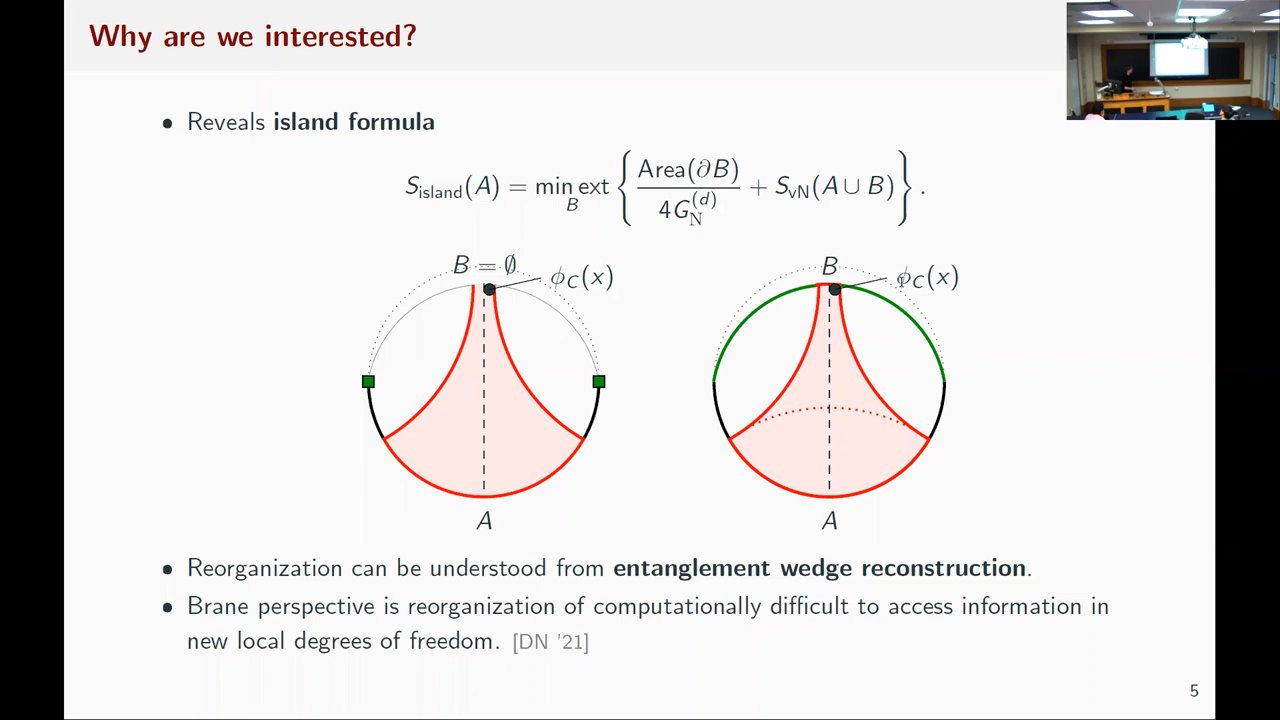 Why are we interested?
• Reveals island formula
S_island(A) = min ext_B { Area(∂B) / 4G_N^(d) + S_vN(A ∪ B) } .
B = ∅ ϕ_C(x) B ϕ_C(x)
A A
• Reorganization can be understood from entanglement wedge reconstruction.
• Brane perspective is reorganization of computationally difficult to access information in
new local degrees of freedom. [DN '21]
5